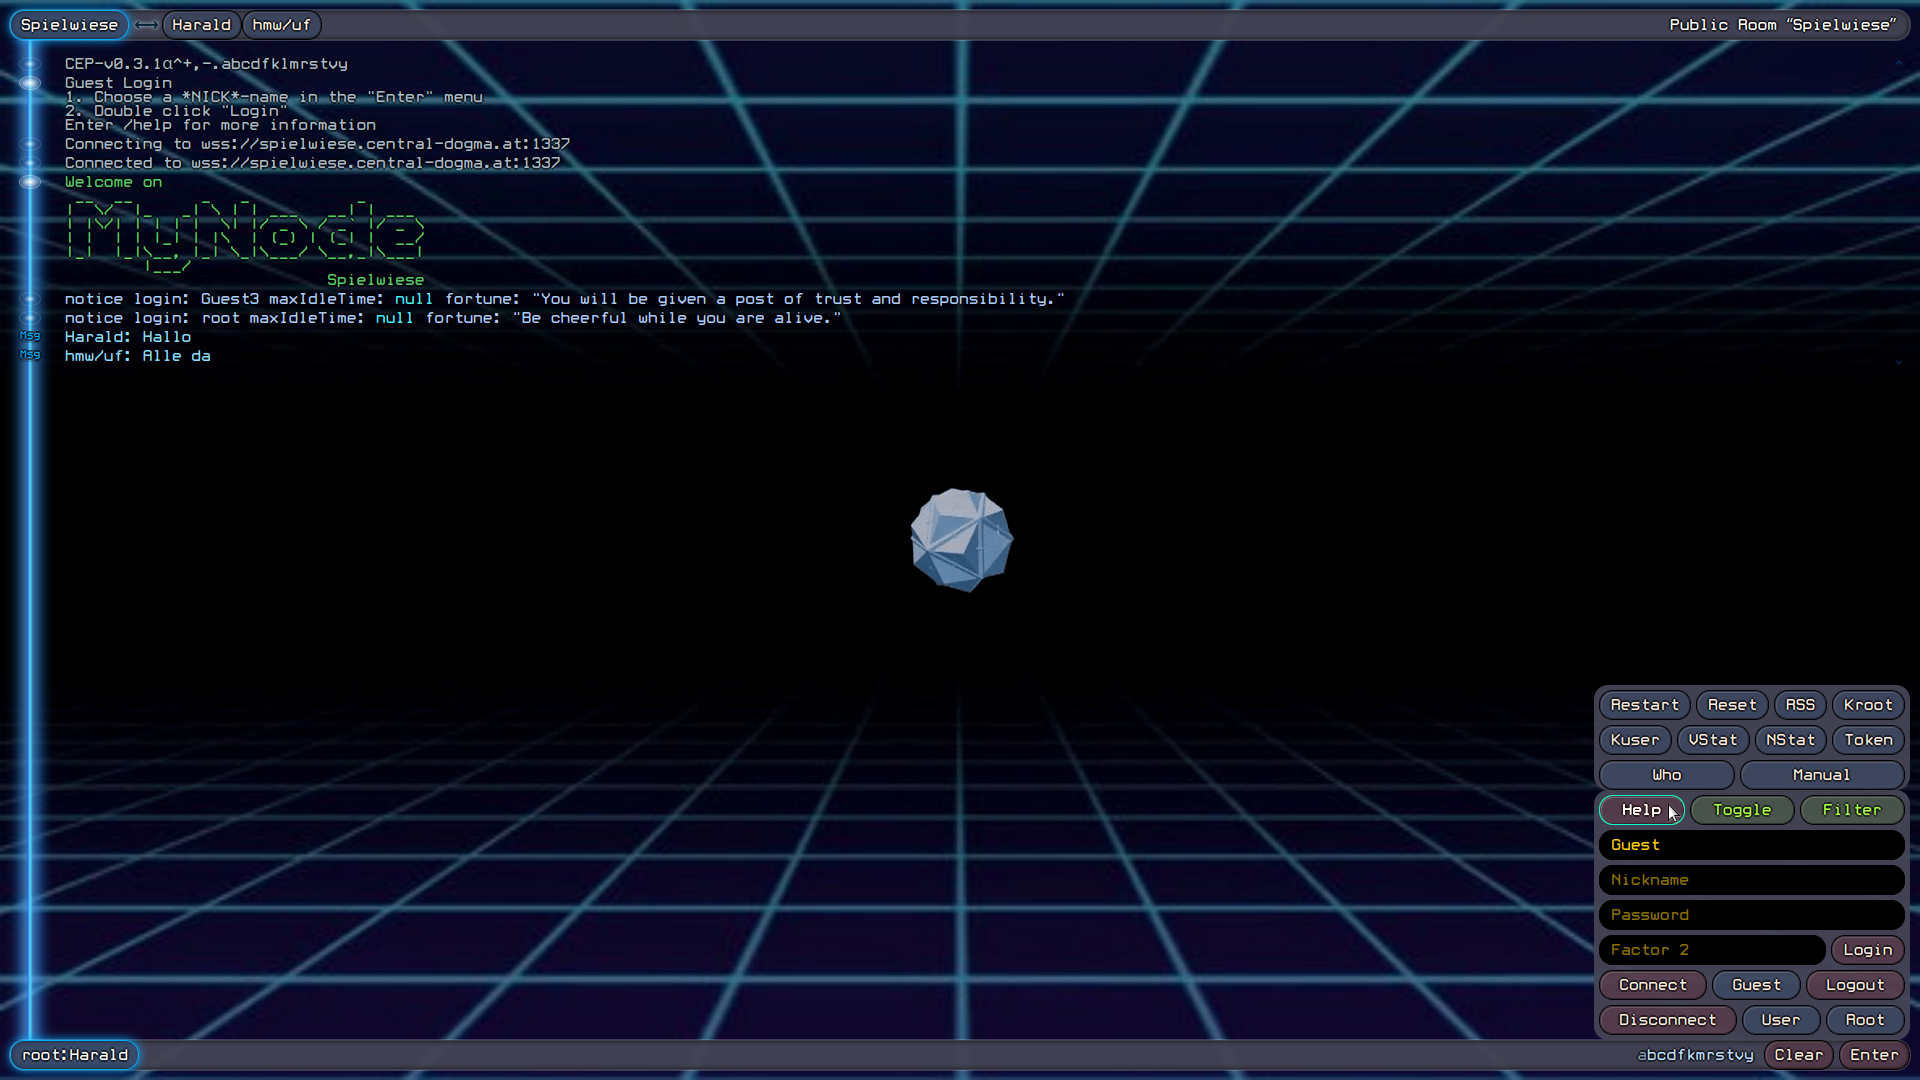 Spielwiese Harald hmw/uf Public Room “Spielwiese”
CEP-v0.3.1α^+,-.abcdfklmrstvy
Guest Login
1. Choose a *NICK*-name in the "Enter" menu
2. Double click "Login"
Enter /help for more information
Connecting to wss://spielwiese.central-dogma.at:1337
Connected to wss://spielwiese.central-dogma.at:1337
Welcome on
MyNode
Spielwiese
notice login: Guest3 maxIdleTime: null fortune: "You will be given a post of trust and responsibility."
notice login: root maxIdleTime: null fortune: "Be cheerful while you are alive."
Msg Harald: Hallo
Msg hmw/uf: Alle da
Restart Reset RSS Kroot
Kuser VStat NStat Token
Who Manual
Help Toggle Filter
Guest
Nickname
Password
Factor 2 Login
Connect Guest Logout
Disconnect User Root
root:Harald abcdfkmrstvy Clear Enter